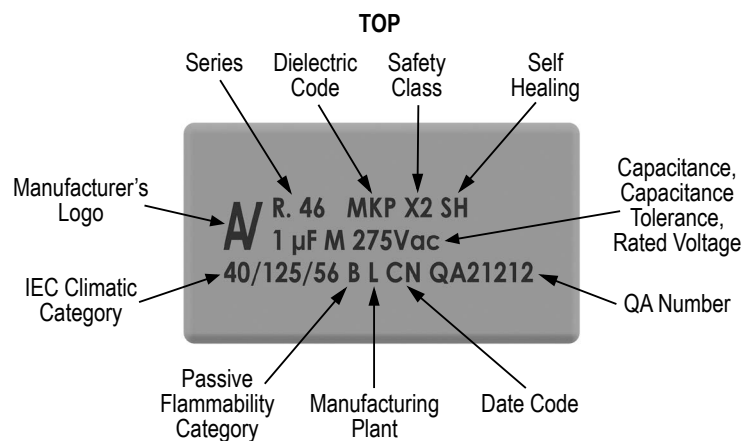 TOP
Series
Dielectric
Code
Safety
Class
Self
Healing
Manufacturer's
Logo
R. 46 MKP X2 SH
1 µF M 275Vac
40/125/56 B L CN QA21212
Capacitance,
Capacitance
Tolerance,
Rated Voltage
IEC Climatic
Category
QA Number
Passive
Flammability
Category
Manufacturing
Plant
Date Code